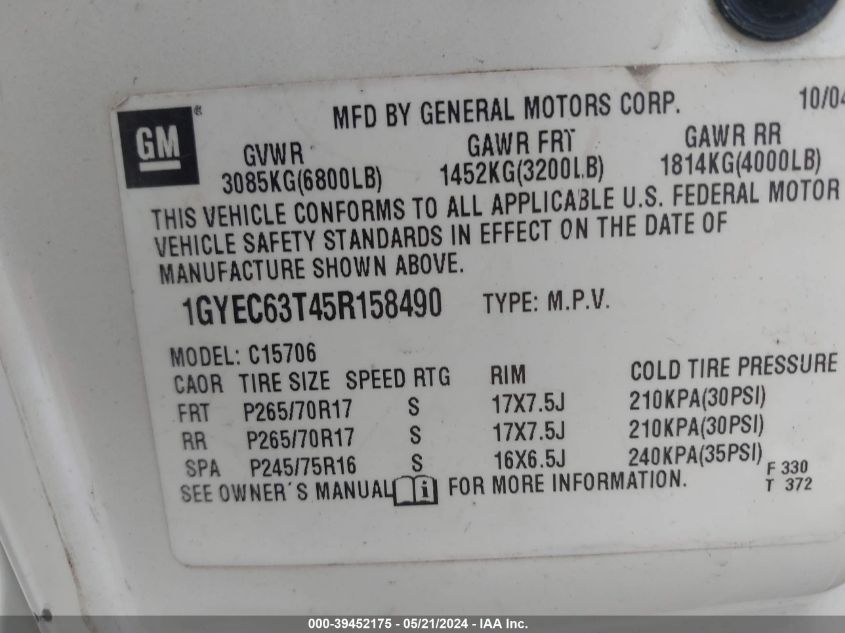 MFD BY GENERAL MOTORS CORP. 10/04
GM ®
GVWR GAWR FRT GAWR RR
3085KG(6800LB) 1452KG(3200LB) 1814KG(4000LB)
THIS VEHICLE CONFORMS TO ALL APPLICABLE U.S. FEDERAL MOTOR
VEHICLE SAFETY STANDARDS IN EFFECT ON THE DATE OF
MANUFACTURE SHOWN ABOVE.
1GYEC63T45R158490 TYPE: M.P.V.
MODEL: C15706
CAOR TIRE SIZE SPEED RTG RIM COLD TIRE PRESSURE
FRT P265/70R17 S 17X7.5J 210KPA(30PSI)
RR P265/70R17 S 17X7.5J 210KPA(30PSI)
SPA P245/75R16 S 16X6.5J 240KPA(35PSI) F 330
SEE OWNER'S MANUAL i FOR MORE INFORMATION. T 372
000-39452175 - 05/21/2024 - IAA Inc.